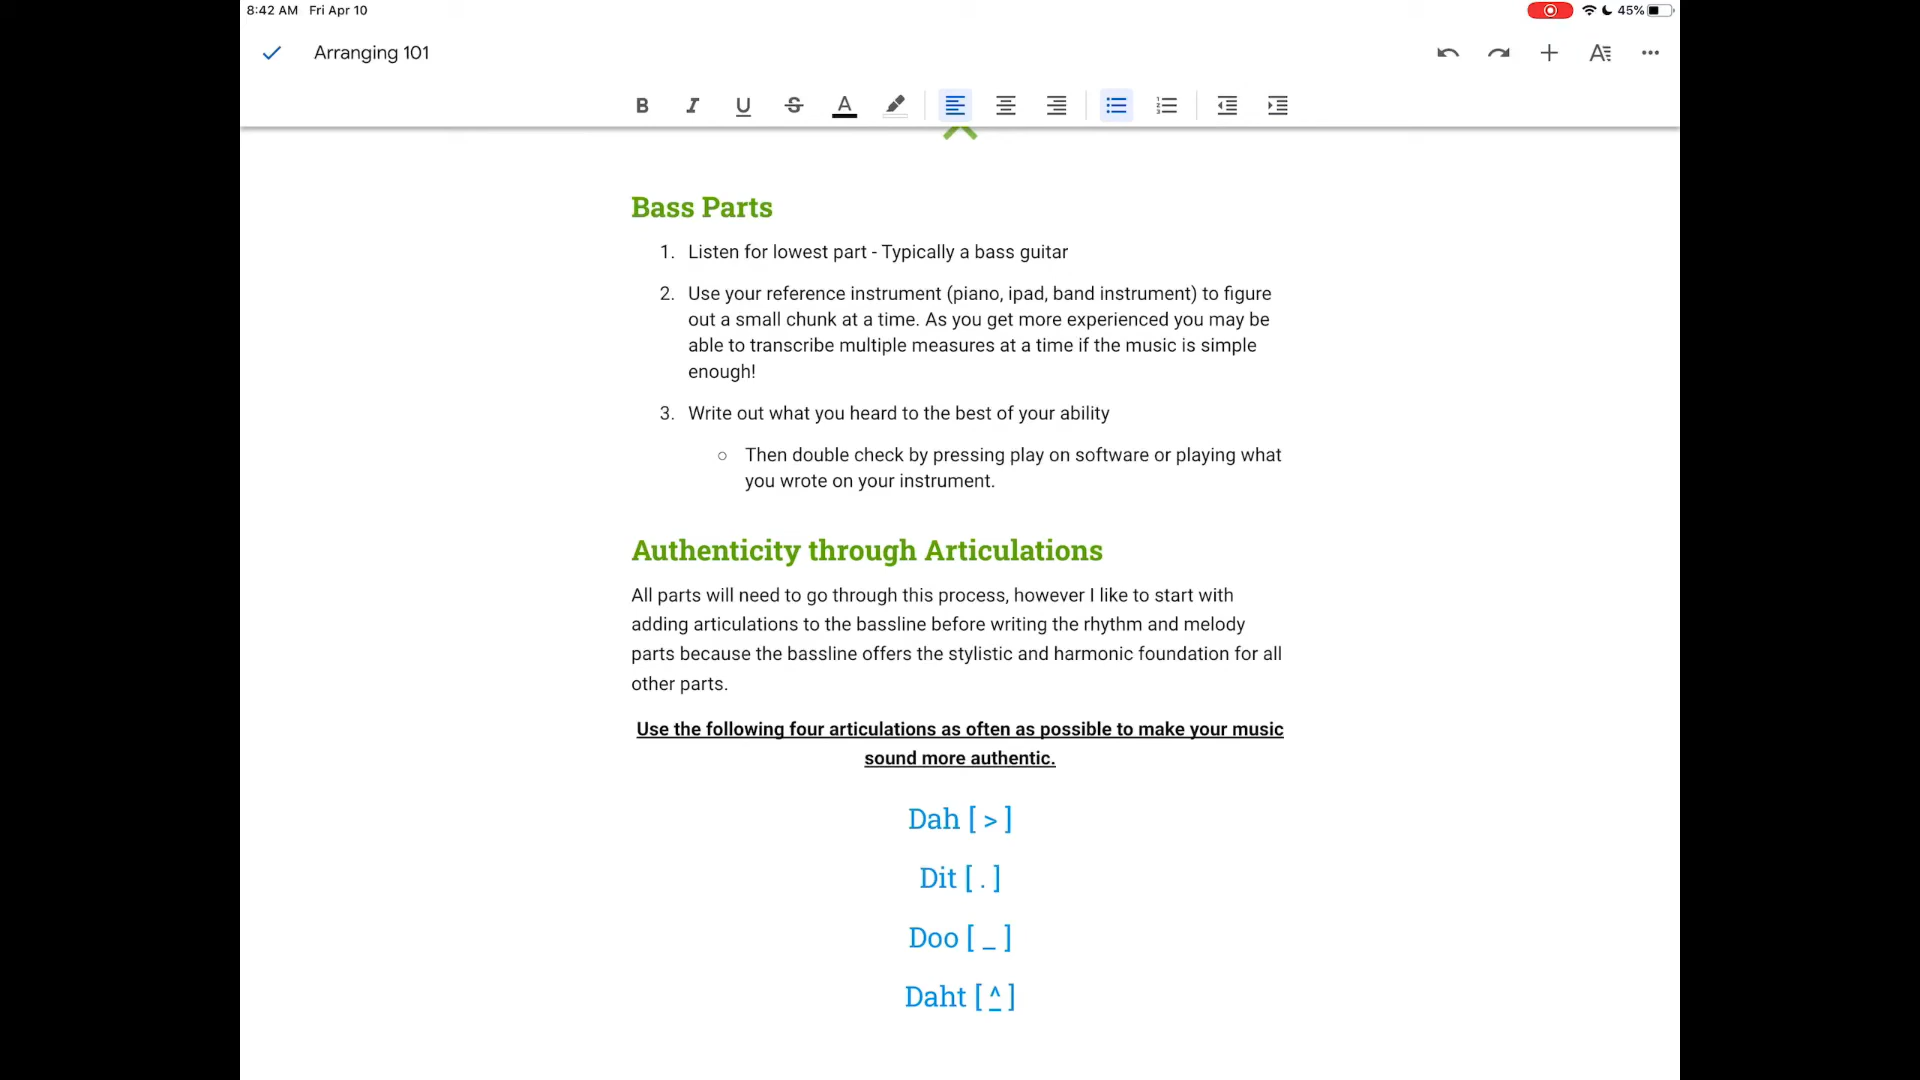 8:42 AM Fri Apr 10
45%
Arranging 101
B I U S A
Bass Parts
1. Listen for lowest part - Typically a bass guitar
2. Use your reference instrument (piano, ipad, band instrument) to figure
out a small chunk at a time. As you get more experienced you may be
able to transcribe multiple measures at a time if the music is simple
enough!
3. Write out what you heard to the best of your ability
○ Then double check by pressing play on software or playing what
you wrote on your instrument.
Authenticity through Articulations
All parts will need to go through this process, however I like to start with
adding articulations to the bassline before writing the rhythm and melody
parts because the bassline offers the stylistic and harmonic foundation for all
other parts.
Use the following four articulations as often as possible to make your music
sound more authentic.
Dah [ > ]
Dit [ . ]
Doo [ _ ]
Daht [ ^ ]